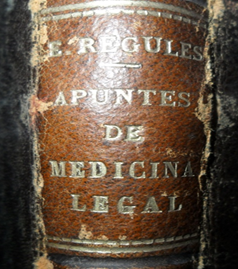 E. REGULES
APUNTES
DE
MEDICINA
LEGAL